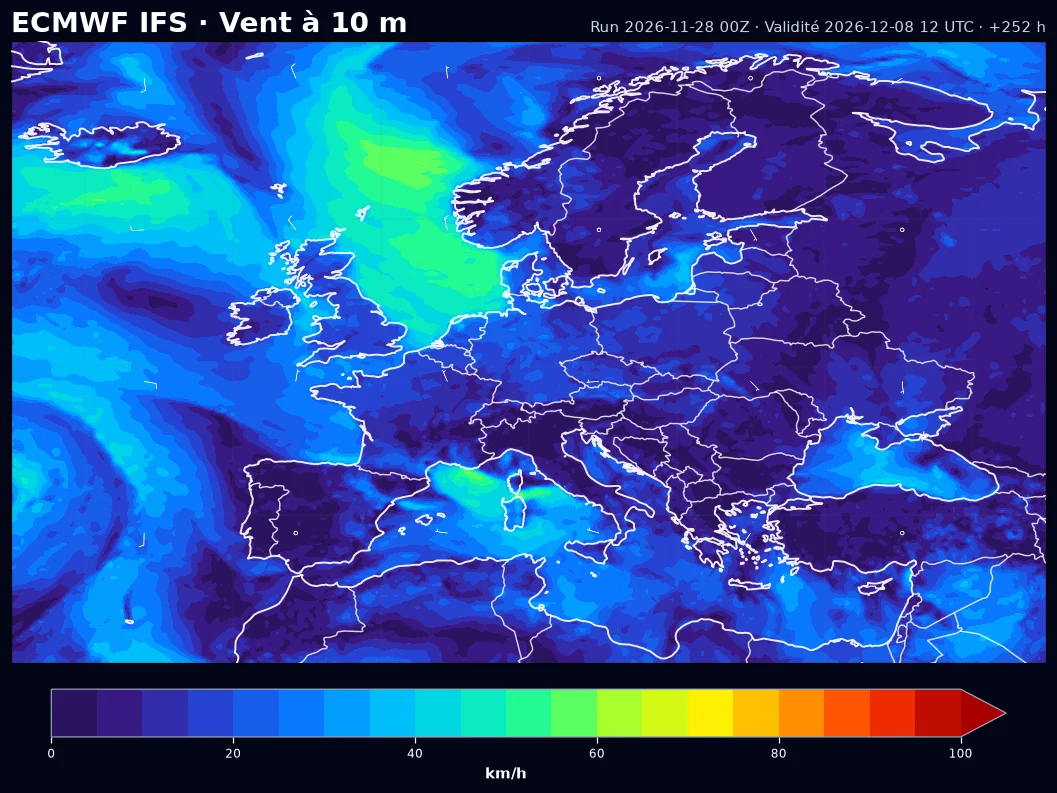 ECMWF IFS · Vent à 10 m
Run 2026-11-28 00Z · Validité 2026-12-08 12 UTC · +252 h
0 20 40 60 80 100
km/h